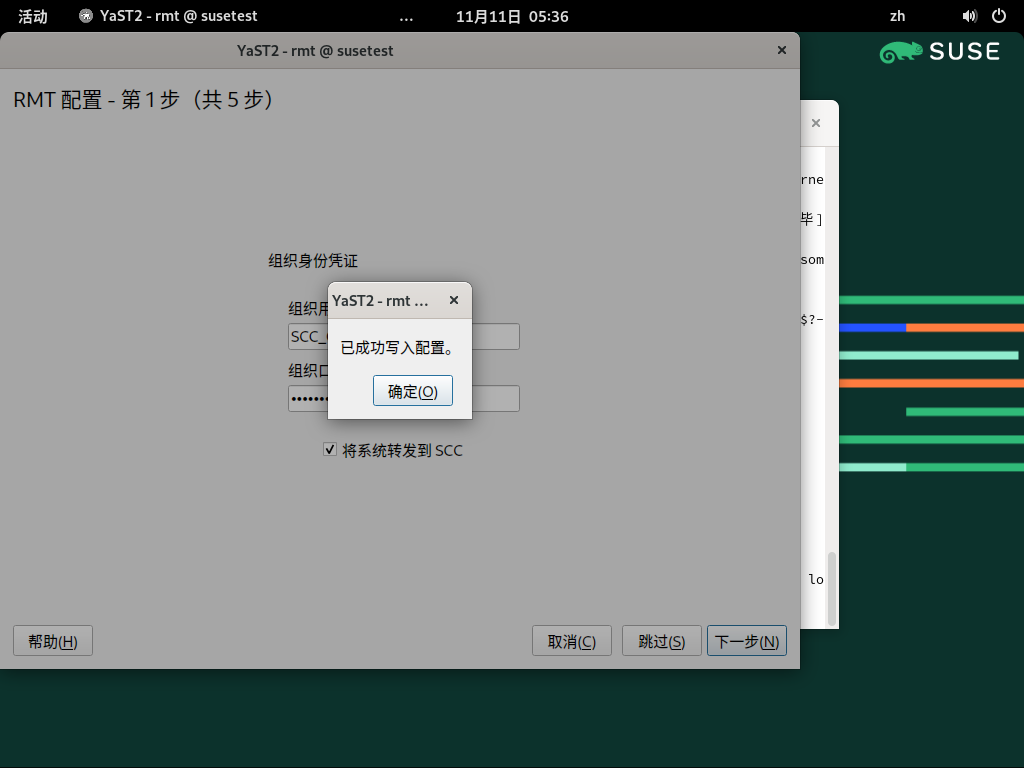 活动
YaST2 - rmt @ susetest
...
11月11日 05:36
zh
YaST2 - rmt @ susetest
SUSE
RMT 配置 - 第 1 步（共 5 步）
rne
毕 ]
som
$?-
lo
组织身份凭证
组织用
SCC_
组织口
••••••••
YaST2 - rmt ...
已成功写入配置。
确定(O)
将系统转发到 SCC
帮助(H)
取消(C)
跳过(S)
下一步(N)